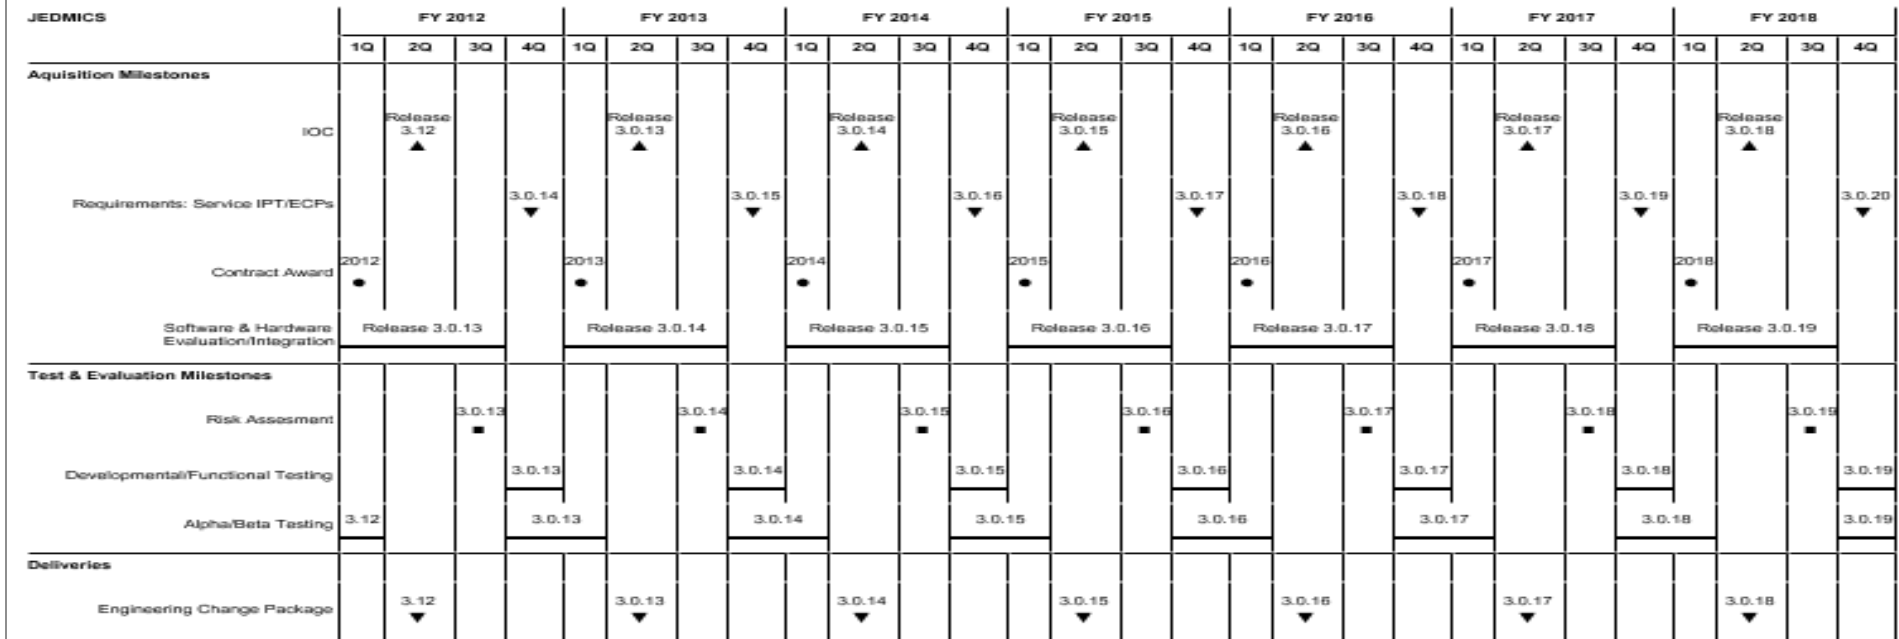 JEDMICS FY 2012 FY 2013 FY 2014 FY 2015 FY 2016 FY 2017 FY 2018
1Q 2Q 3Q 4Q 1Q 2Q 3Q 4Q 1Q 2Q 3Q 4Q 1Q 2Q 3Q 4Q 1Q 2Q 3Q 4Q 1Q 2Q 3Q 4Q 1Q 2Q 3Q 4Q
Aquisition Milestones
Release Release Release Release Release Release Release
IOC 3.12 3.0.13 3.0.14 3.0.15 3.0.16 3.0.17 3.0.18
Requirements: Service IPT/ECPs 3.0.14 3.0.15 3.0.16 3.0.17 3.0.18 3.0.19 3.0.20
Contract Award 2012 2013 2014 2015 2016 2017 2018
Software & Hardware Release 3.0.13 Release 3.0.14 Release 3.0.15 Release 3.0.16 Release 3.0.17 Release 3.0.18 Release 3.0.19
Evaluation/Integration
Test & Evaluation Milestones
Risk Assesment 3.0.13 3.0.14 3.0.15 3.0.16 3.0.17 3.0.18 3.0.19
Developmental/Functional Testing 3.0.13 3.0.14 3.0.15 3.0.16 3.0.17 3.0.18 3.0.19
Alpha/Beta Testing 3.12 3.0.13 3.0.14 3.0.15 3.0.16 3.0.17 3.0.18 3.0.19
Deliveries
Engineering Change Package 3.12 3.0.13 3.0.14 3.0.15 3.0.16 3.0.17 3.0.18